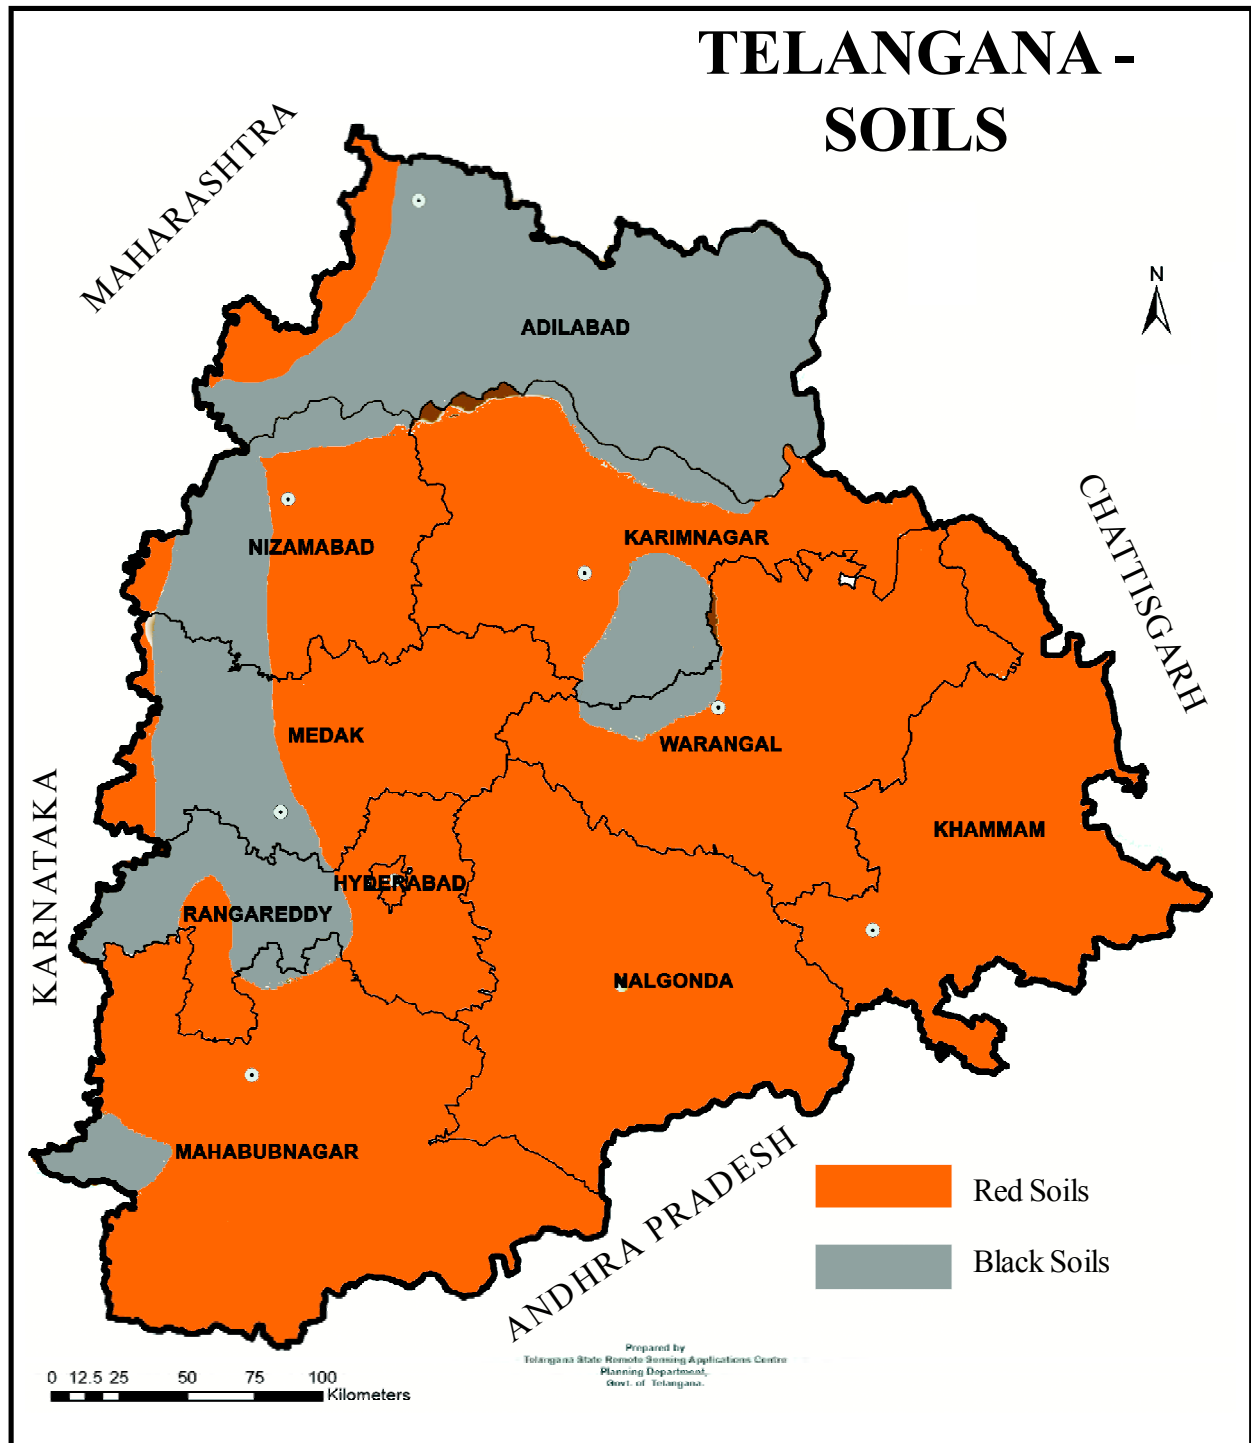 TELANGANA -
SOILS
MAHARASHTRA
N
ADILABAD
CHATTISGARH
KARIMNAGAR
NIZAMABAD
MEDAK
WARANGAL
KARNATAKA
KHAMMAM
HYDERABAD
RANGAREDDY
NALGONDA
MAHABUBNAGAR
ANDHRA PRADESH
Red Soils
Black Soils
Prepared by
Telangana State Remote Sensing Applications Centre
Planning Department,
Govt. of Telangana.
0 12.5 25 50 75 100
Kilometers